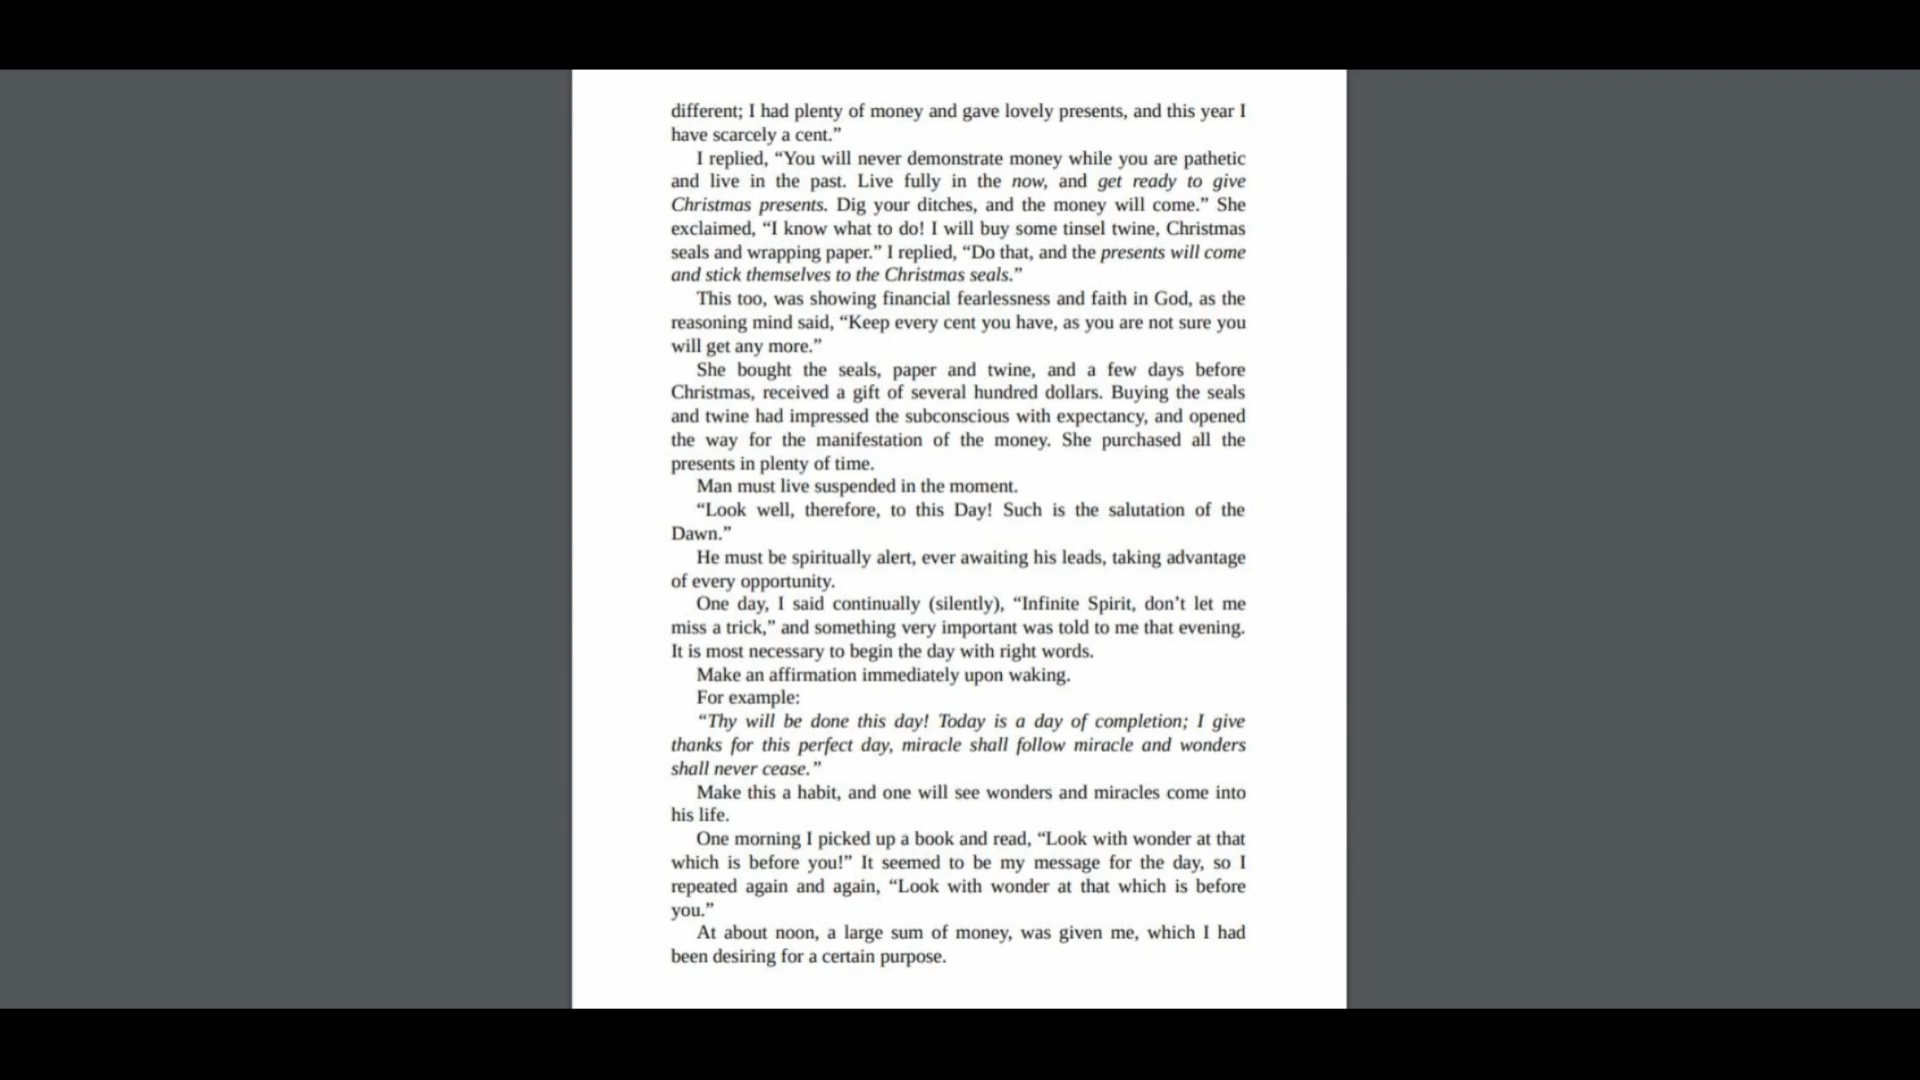 different; I had plenty of money and gave lovely presents, and this year I
have scarcely a cent.”
I replied, “You will never demonstrate money while you are pathetic
and live in the past. Live fully in the now, and get ready to give
Christmas presents. Dig your ditches, and the money will come.” She
exclaimed, “I know what to do! I will buy some tinsel twine, Christmas
seals and wrapping paper.” I replied, “Do that, and the presents will come
and stick themselves to the Christmas seals.”
This too, was showing financial fearlessness and faith in God, as the
reasoning mind said, “Keep every cent you have, as you are not sure you
will get any more.”
She bought the seals, paper and twine, and a few days before
Christmas, received a gift of several hundred dollars. Buying the seals
and twine had impressed the subconscious with expectancy, and opened
the way for the manifestation of the money. She purchased all the
presents in plenty of time.
Man must live suspended in the moment.
“Look well, therefore, to this Day! Such is the salutation of the
Dawn.”
He must be spiritually alert, ever awaiting his leads, taking advantage
of every opportunity.
One day, I said continually (silently), “Infinite Spirit, don’t let me
miss a trick,” and something very important was told to me that evening.
It is most necessary to begin the day with right words.
Make an affirmation immediately upon waking.
For example:
“Thy will be done this day! Today is a day of completion; I give
thanks for this perfect day, miracle shall follow miracle and wonders
shall never cease.”
Make this a habit, and one will see wonders and miracles come into
his life.
One morning I picked up a book and read, “Look with wonder at that
which is before you!” It seemed to be my message for the day, so I
repeated again and again, “Look with wonder at that which is before
you.”
At about noon, a large sum of money, was given me, which I had
been desiring for a certain purpose.